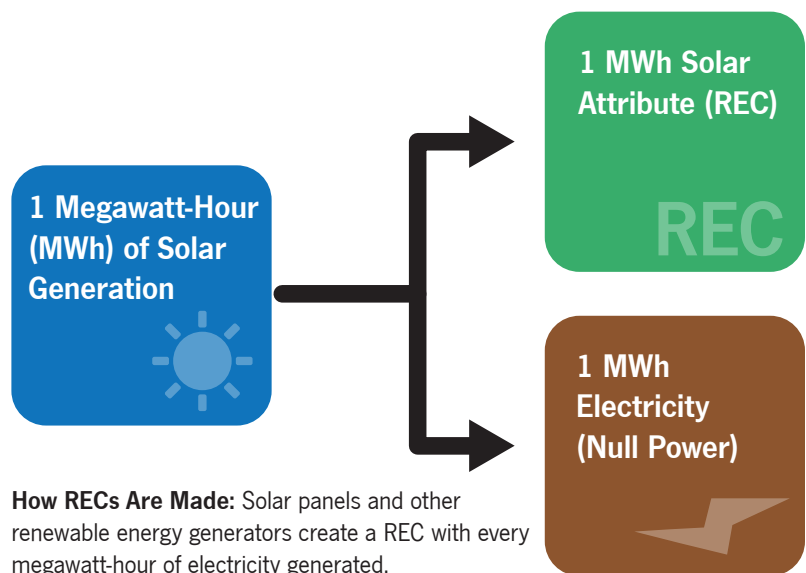 1 Megawatt-Hour
(MWh) of Solar
Generation
1 MWh Solar
Attribute (REC)
REC
1 MWh
Electricity
(Null Power)
How RECs Are Made: Solar panels and other
renewable energy generators create a REC with every
megawatt-hour of electricity generated.